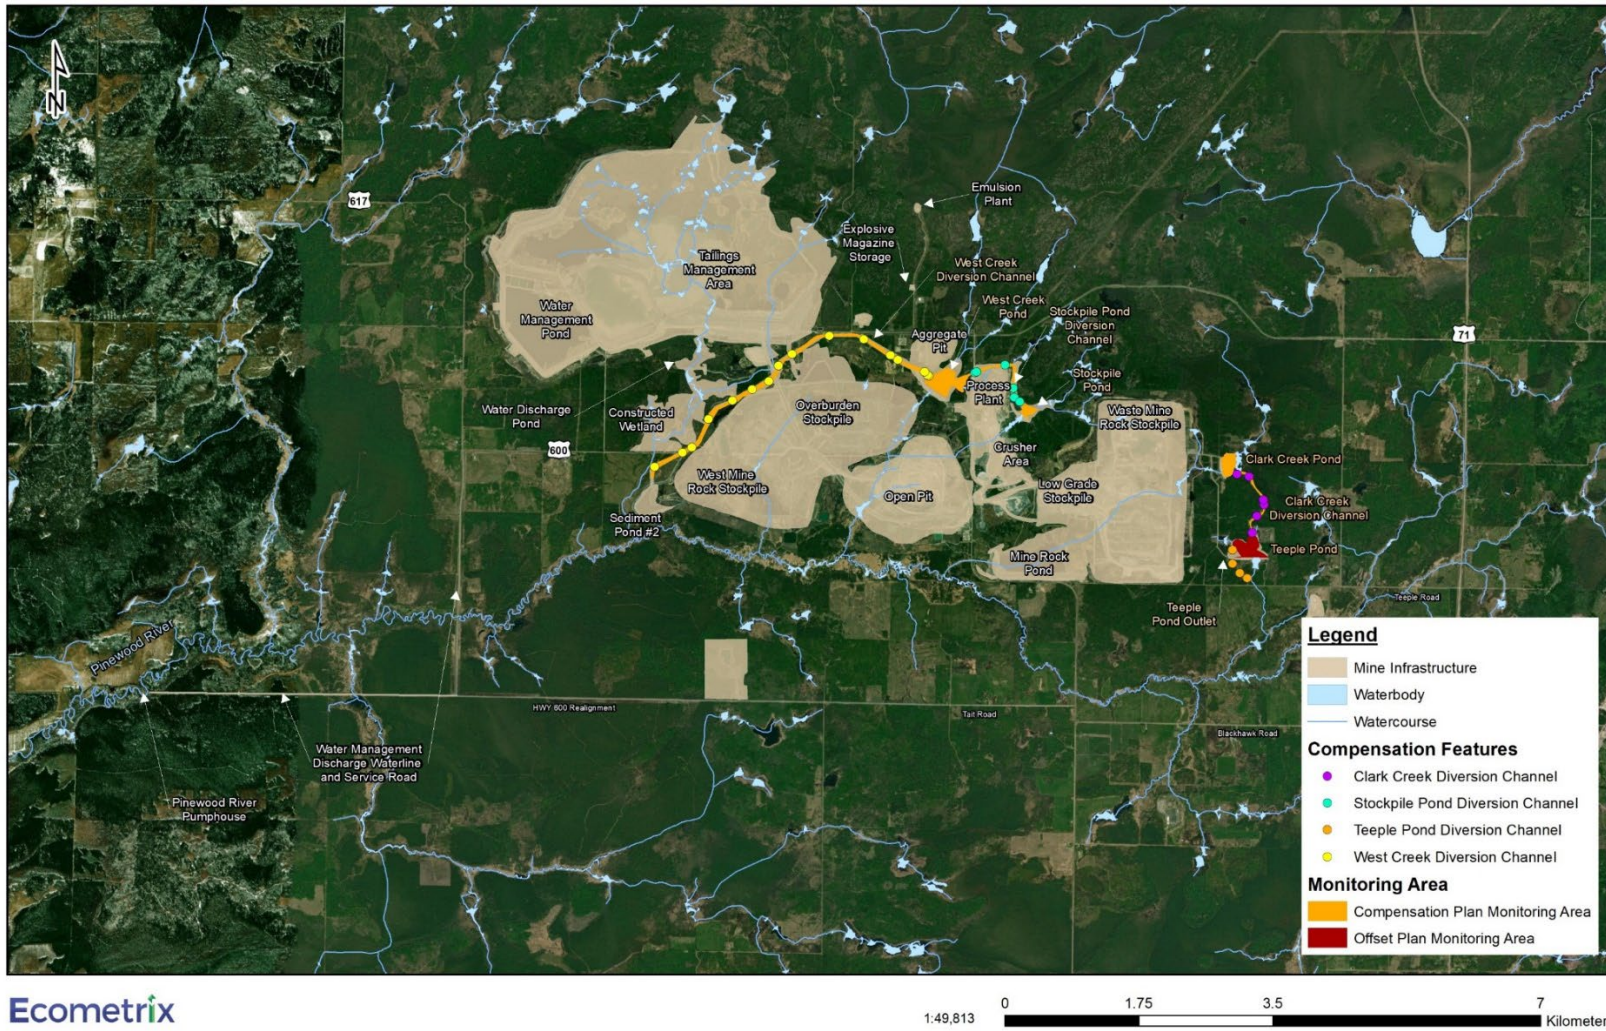 N
617
Emulsion
Plant
Explosive
Magazine
Storage
West Creek
Diversion Channel
Tailings
Management
Area
West Creek
Pond
Stockpile Pond
Diversion
Channel
Water
Management
Pond
Aggregate
Pit
71
Stockpile
Pond
Process
Plant
Water Discharge
Pond
Constructed
Wetland
Overburden
Stockpile
Waste Mine
Rock Stockpile
600
Crusher
Area
Clark Creek Pond
West Mine
Rock Stockpile
Open Pit
Low Grade
Stockpile
Clark Creek
Diversion Channel
Sediment
Pond #2
Teeple Pond
Mine Rock
Pond
Teeple Road
Teeple
Pond Outlet
Pinewood River
HWY 600 Realignment
Tait Road
Blackhawk Road
Water Management
Discharge Waterline
and Service Road
Pinewood River
Pumphouse
Legend
Mine Infrastructure
Waterbody
Watercourse
Compensation Features
Clark Creek Diversion Channel
Stockpile Pond Diversion Channel
Teeple Pond Diversion Channel
West Creek Diversion Channel
Monitoring Area
Compensation Plan Monitoring Area
Offset Plan Monitoring Area
Ecometrix
1:49,813
0 1.75 3.5 7
Kilometer